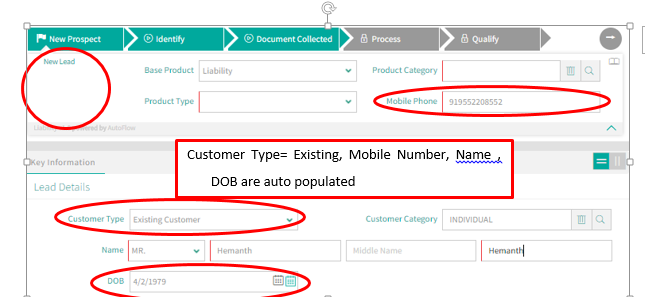 New Prospect Identify Document Collected Process Qualify
New Lead
Base Product Liability Product Category
Product Type Mobile Phone 919552208552
by AutoFlow
Customer Type= Existing, Mobile Number, Name ,
DOB are auto populated
Key Information
Lead Details
Customer Type Existing Customer Customer Category INDIVIDUAL
Name MR. Hemanth Middle Name Hemanth
DOB 4/2/1979